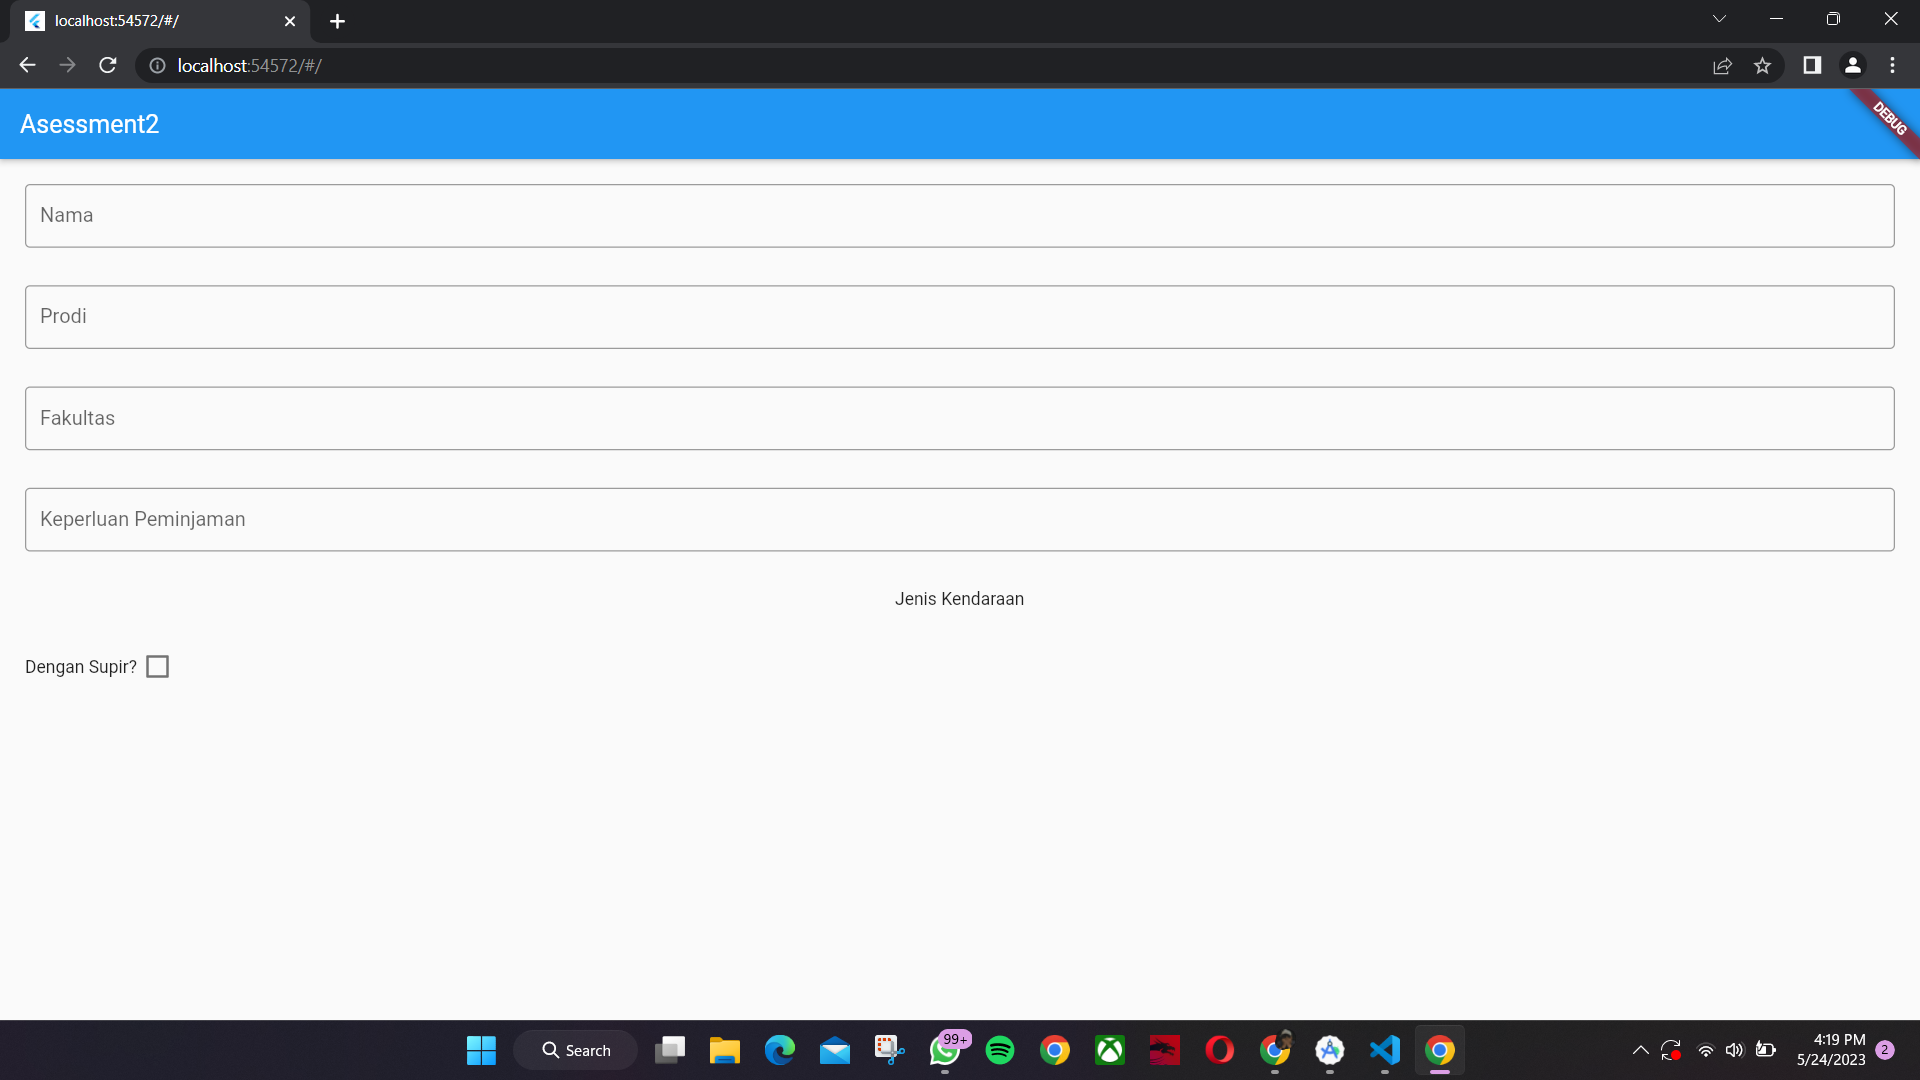 localhost:54572/#/
localhost:54572/#/
Asessment2
DEBUG
Nama
Prodi
Fakultas
Keperluan Peminjaman
Jenis Kendaraan
Dengan Supir?
Search
99+
4:19 PM
5/24/2023
2